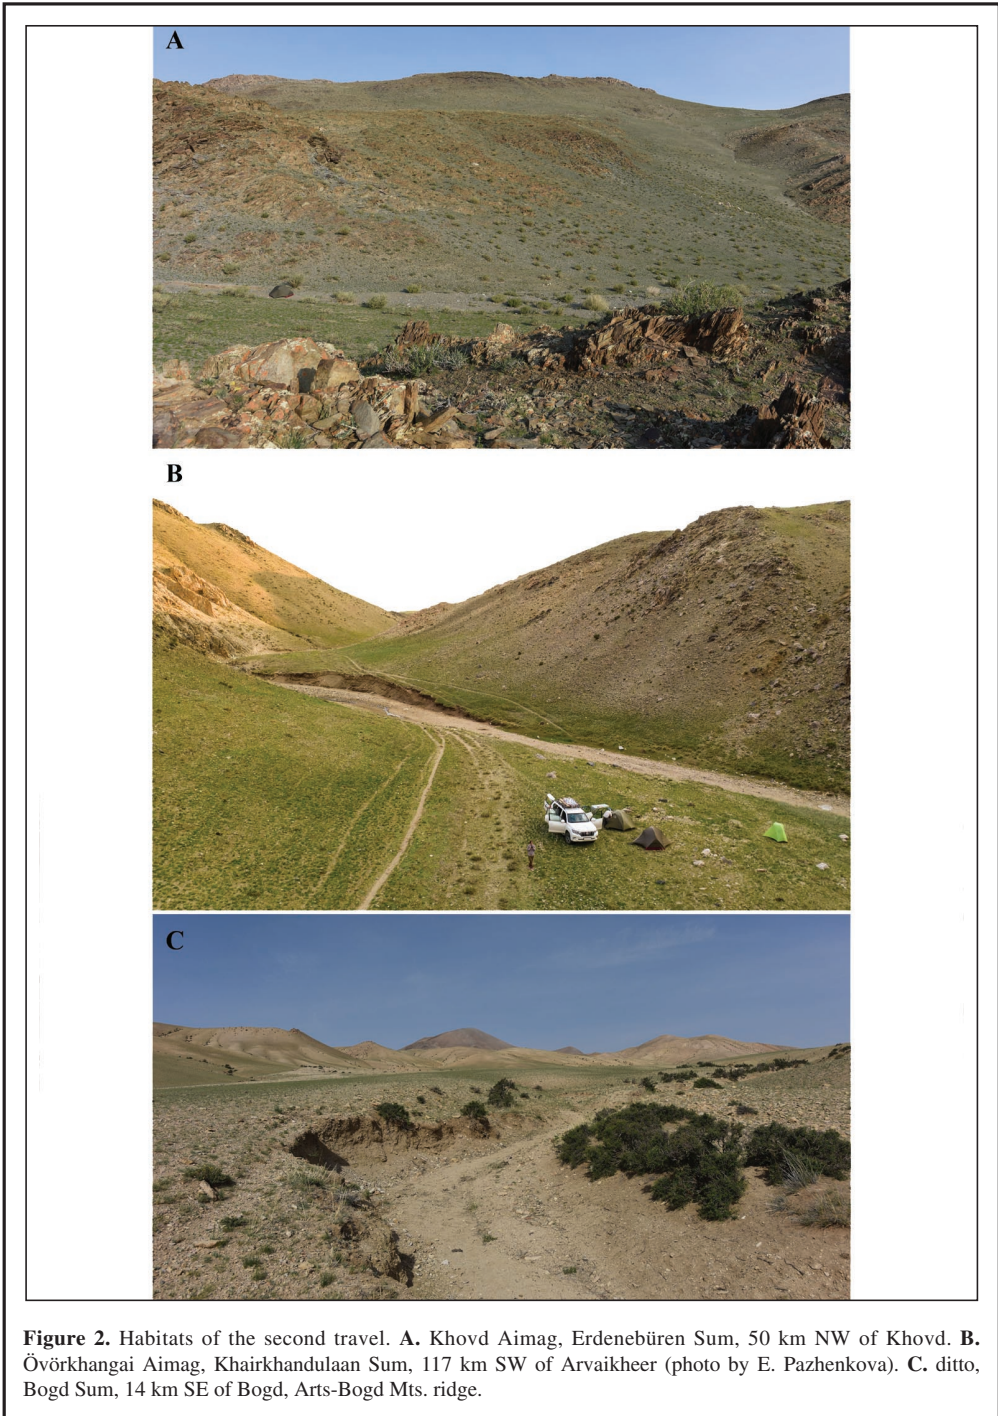 A
B
C
Figure 2. Habitats of the second travel. A. Khovd Aimag, Erdenebüren Sum, 50 km NW of Khovd. B.
Övörkhangai Aimag, Khairkhandulaan Sum, 117 km SW of Arvaikheer (photo by E. Pazhenkova). C. ditto,
Bogd Sum, 14 km SE of Bogd, Arts-Bogd Mts. ridge.